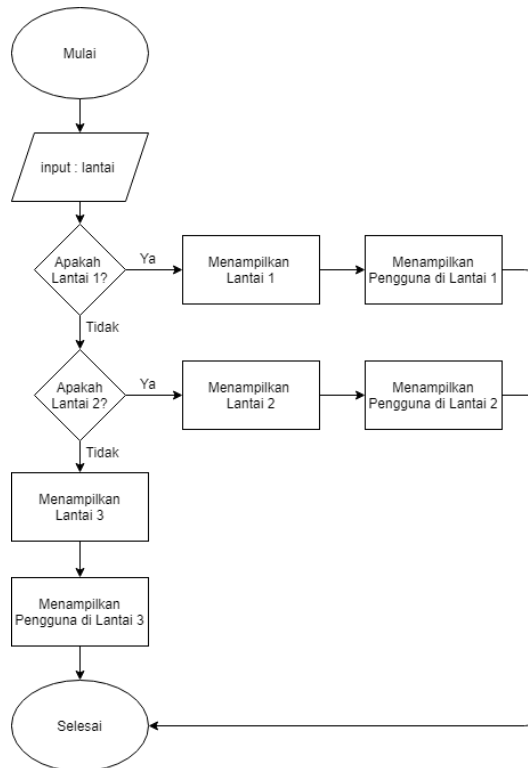 Mulai
input : lantai
Apakah
Lantai 1?
Ya
Menampilkan
Lantai 1
Menampilkan
Pengguna di Lantai 1
Tidak
Apakah
Lantai 2?
Ya
Menampilkan
Lantai 2
Menampilkan
Pengguna di Lantai 2
Tidak
Menampilkan
Lantai 3
Menampilkan
Pengguna di Lantai 3
Selesai